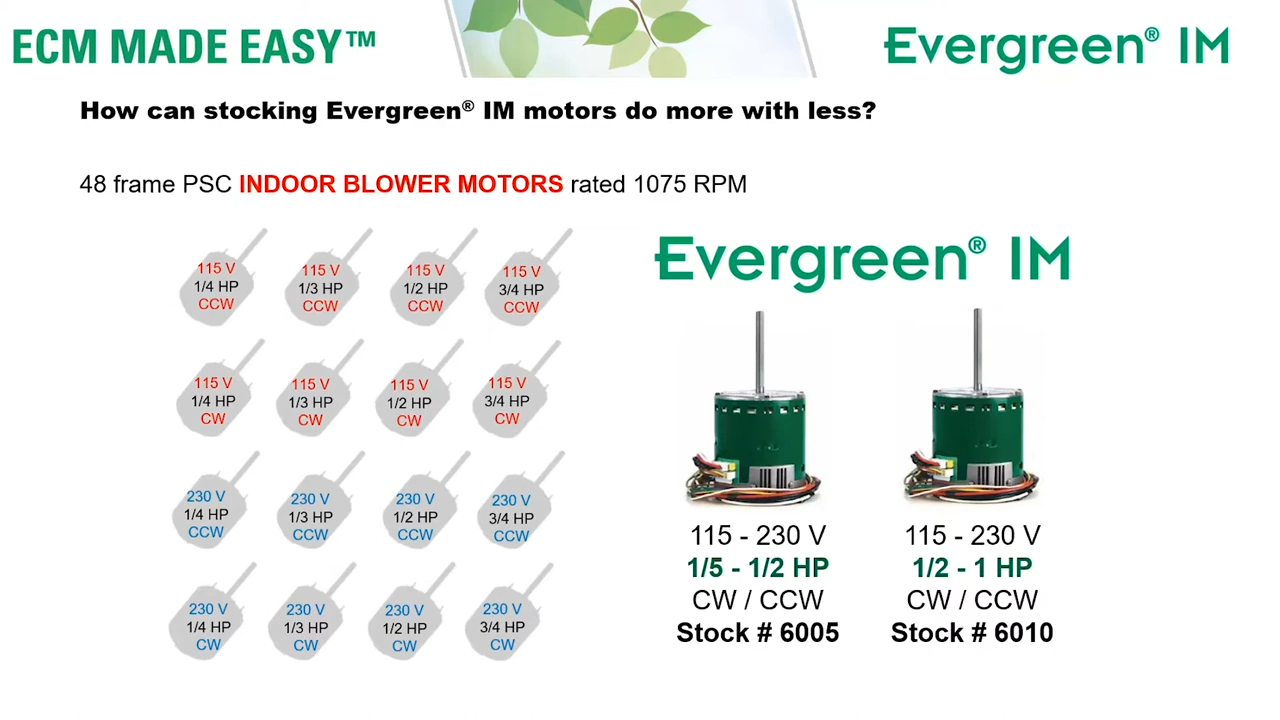 ECM MADE EASY™
Evergreen® IM
How can stocking Evergreen® IM motors do more with less?
48 frame PSC INDOOR BLOWER MOTORS rated 1075 RPM
115 V
1/4 HP
CCW
115 V
1/3 HP
CCW
115 V
1/2 HP
CCW
115 V
3/4 HP
CCW
115 V
1/4 HP
CW
115 V
1/3 HP
CW
115 V
1/2 HP
CW
115 V
3/4 HP
CW
230 V
1/4 HP
CCW
230 V
1/3 HP
CCW
230 V
1/2 HP
CCW
230 V
3/4 HP
CCW
230 V
1/4 HP
CW
230 V
1/3 HP
CW
230 V
1/2 HP
CW
230 V
3/4 HP
CW
Evergreen® IM
115 - 230 V
1/5 - 1/2 HP
CW / CCW
Stock # 6005
115 - 230 V
1/2 - 1 HP
CW / CCW
Stock # 6010